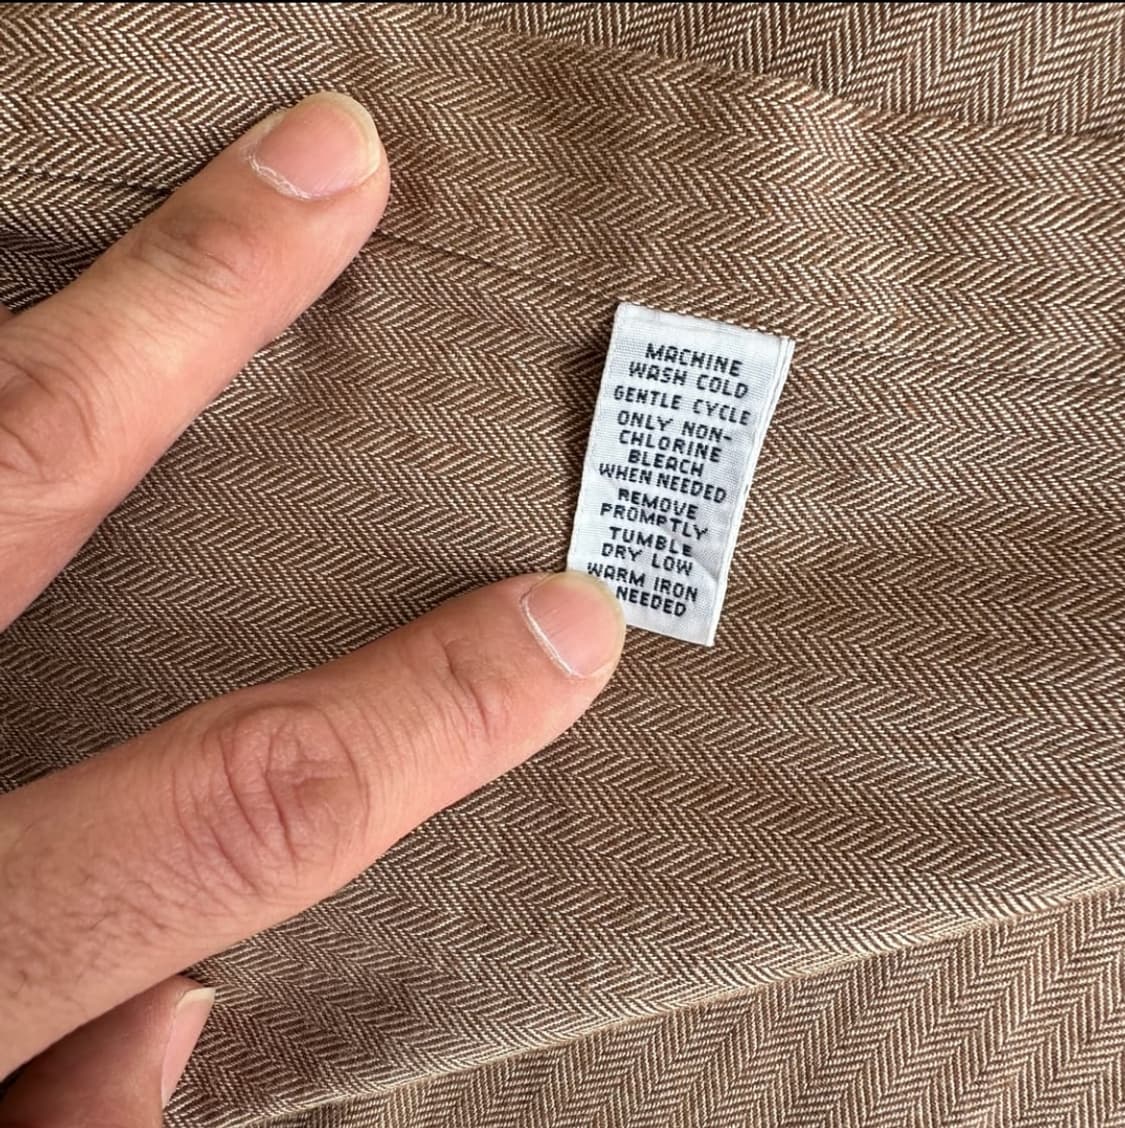 MACHINE
WASH COLD
GENTLE CYCLE
ONLY NON-
CHLORINE
BLEACH
WHEN NEEDED
REMOVE
PROMPTLY
TUMBLE
DRY LOW
WARM IRON
NEEDED